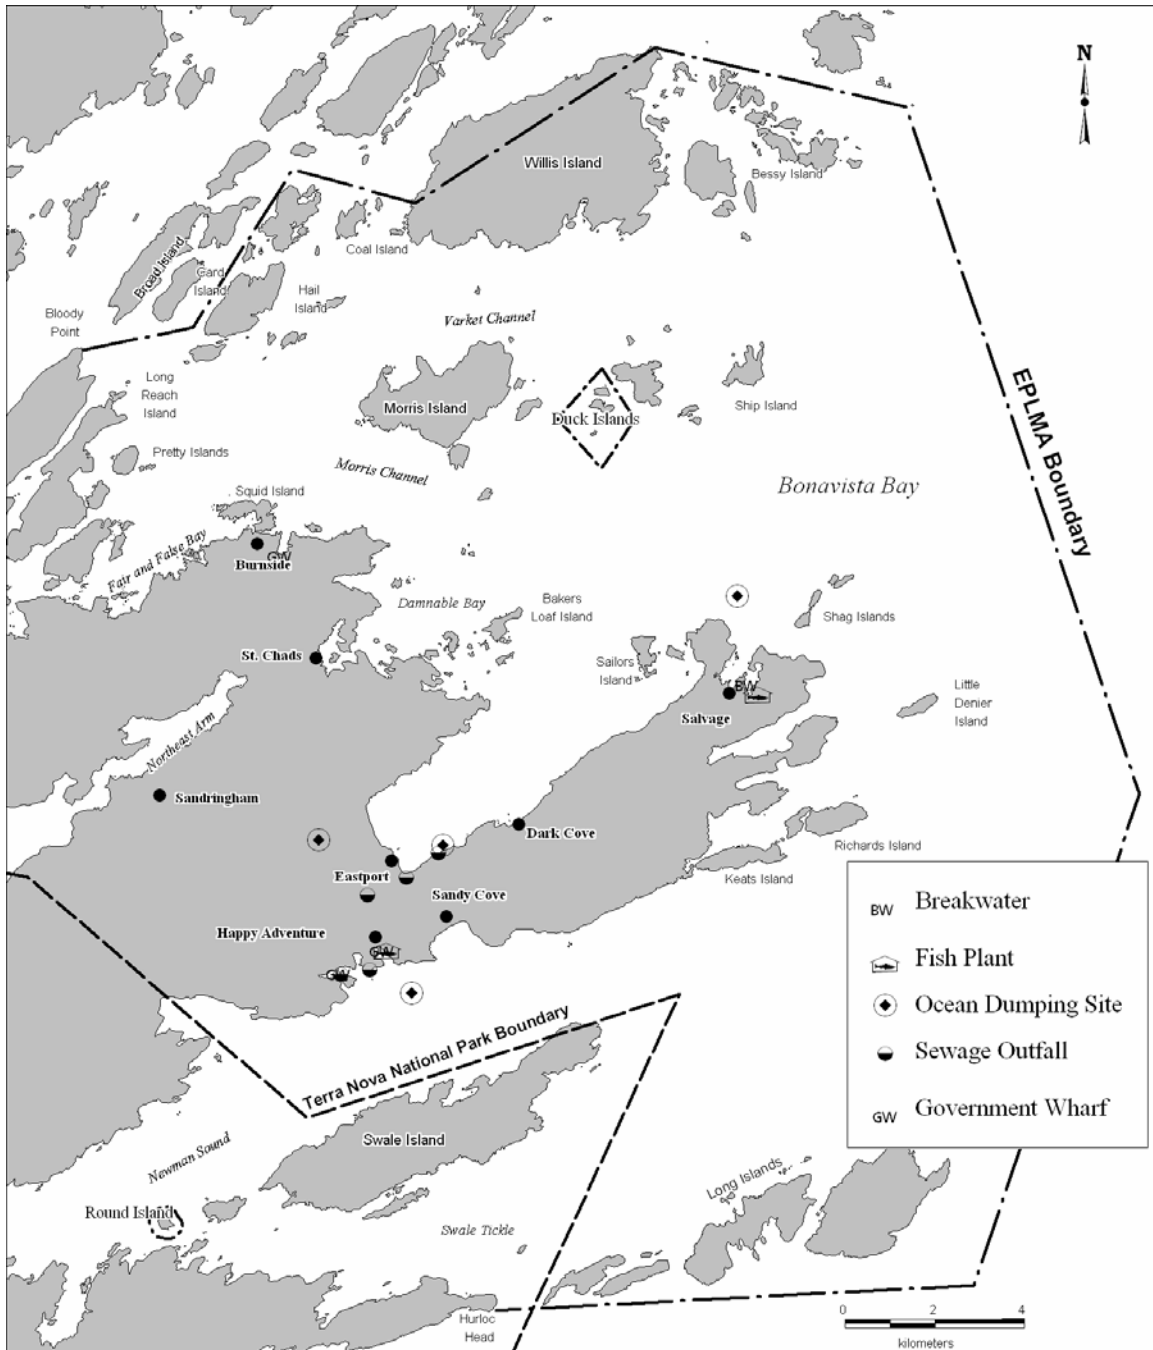 N
Willis Island
Bessy Island
Coal Island
Broad Island
Card
Island
Hail
Island
Bloody
Point
Varket Channel
Long
Reach
Island
Morris Island
Duck Islands
Ship Island
EPLMA Boundary
Pretty Islands
Morris Channel
Bonavista Bay
Squid Island
Fair and False Bay
GW
Burnside
Damnable Bay
Bakers
Loaf Island
Shag Islands
St. Chads
Sailors
Island
BW
Salvage
Little
Denier
Island
Northeast Arm
Sandringham
Dark Cove
Richards Island
Eastport
Keats Island
Sandy Cove
Happy Adventure
GW
GW
BW Breakwater
Fish Plant
Ocean Dumping Site
Sewage Outfall
GW Government Wharf
Terra Nova National Park Boundary
Swale Island
Newman Sound
Long Islands
Round Island
Swale Tickle
Hurloc
Head
0 2 4
kilometers